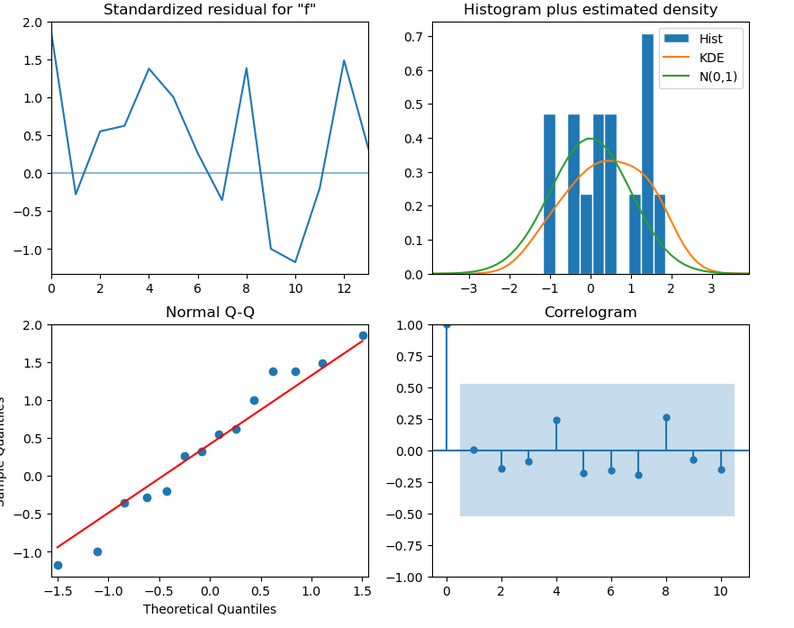 Standardized residual for "f"
2.0
1.5
1.0
0.5
0.0
−0.5
−1.0
0 2 4 6 8 10 12
Histogram plus estimated density
0.7
0.6
0.5
0.4
0.3
0.2
0.1
0.0
−3 −2 −1 0 1 2 3
Hist
KDE
N(0,1)
Normal Q-Q
2.0
1.5
1.0
0.5
0.0
−0.5
−1.0
−1.5 −1.0 −0.5 0.0 0.5 1.0 1.5
Sample Quantiles
Theoretical Quantiles
Correlogram
1.00
0.75
0.50
0.25
0.00
−0.25
−0.50
−0.75
−1.00
0 2 4 6 8 10